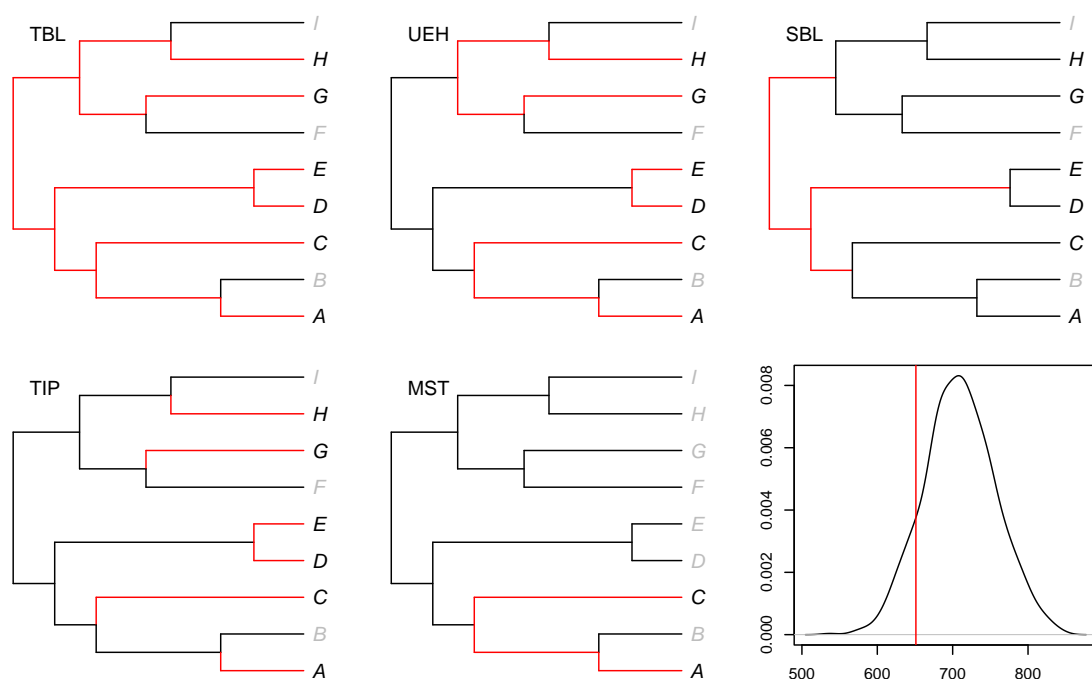 TBL
I
H
G
F
E
D
C
B
A
UEH
I
H
G
F
E
D
C
B
A
SBL
I
H
G
F
E
D
C
B
A
TIP
I
H
G
F
E
D
C
B
A
MST
I
H
G
F
E
D
C
B
A
0.008
0.006
0.004
0.002
0.000
500 600 700 800